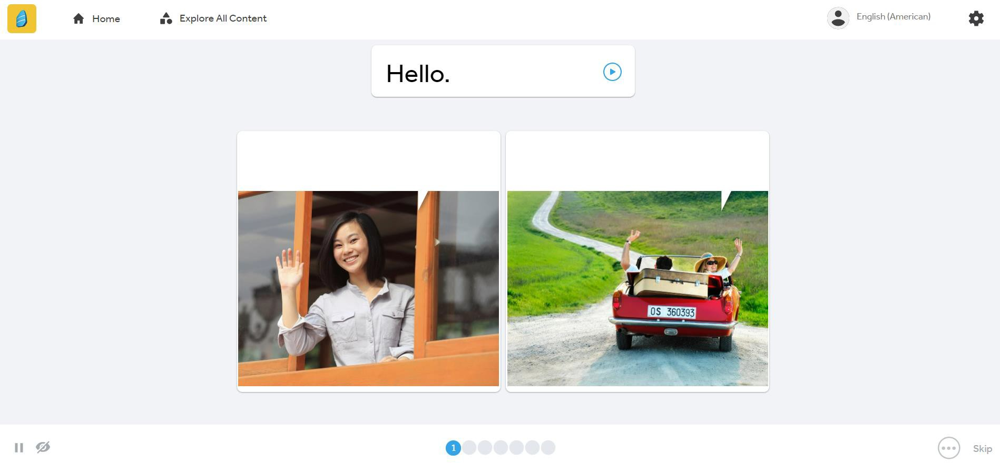 Home
Explore All Content
English (American)
Hello.
OS 360393
1
Skip